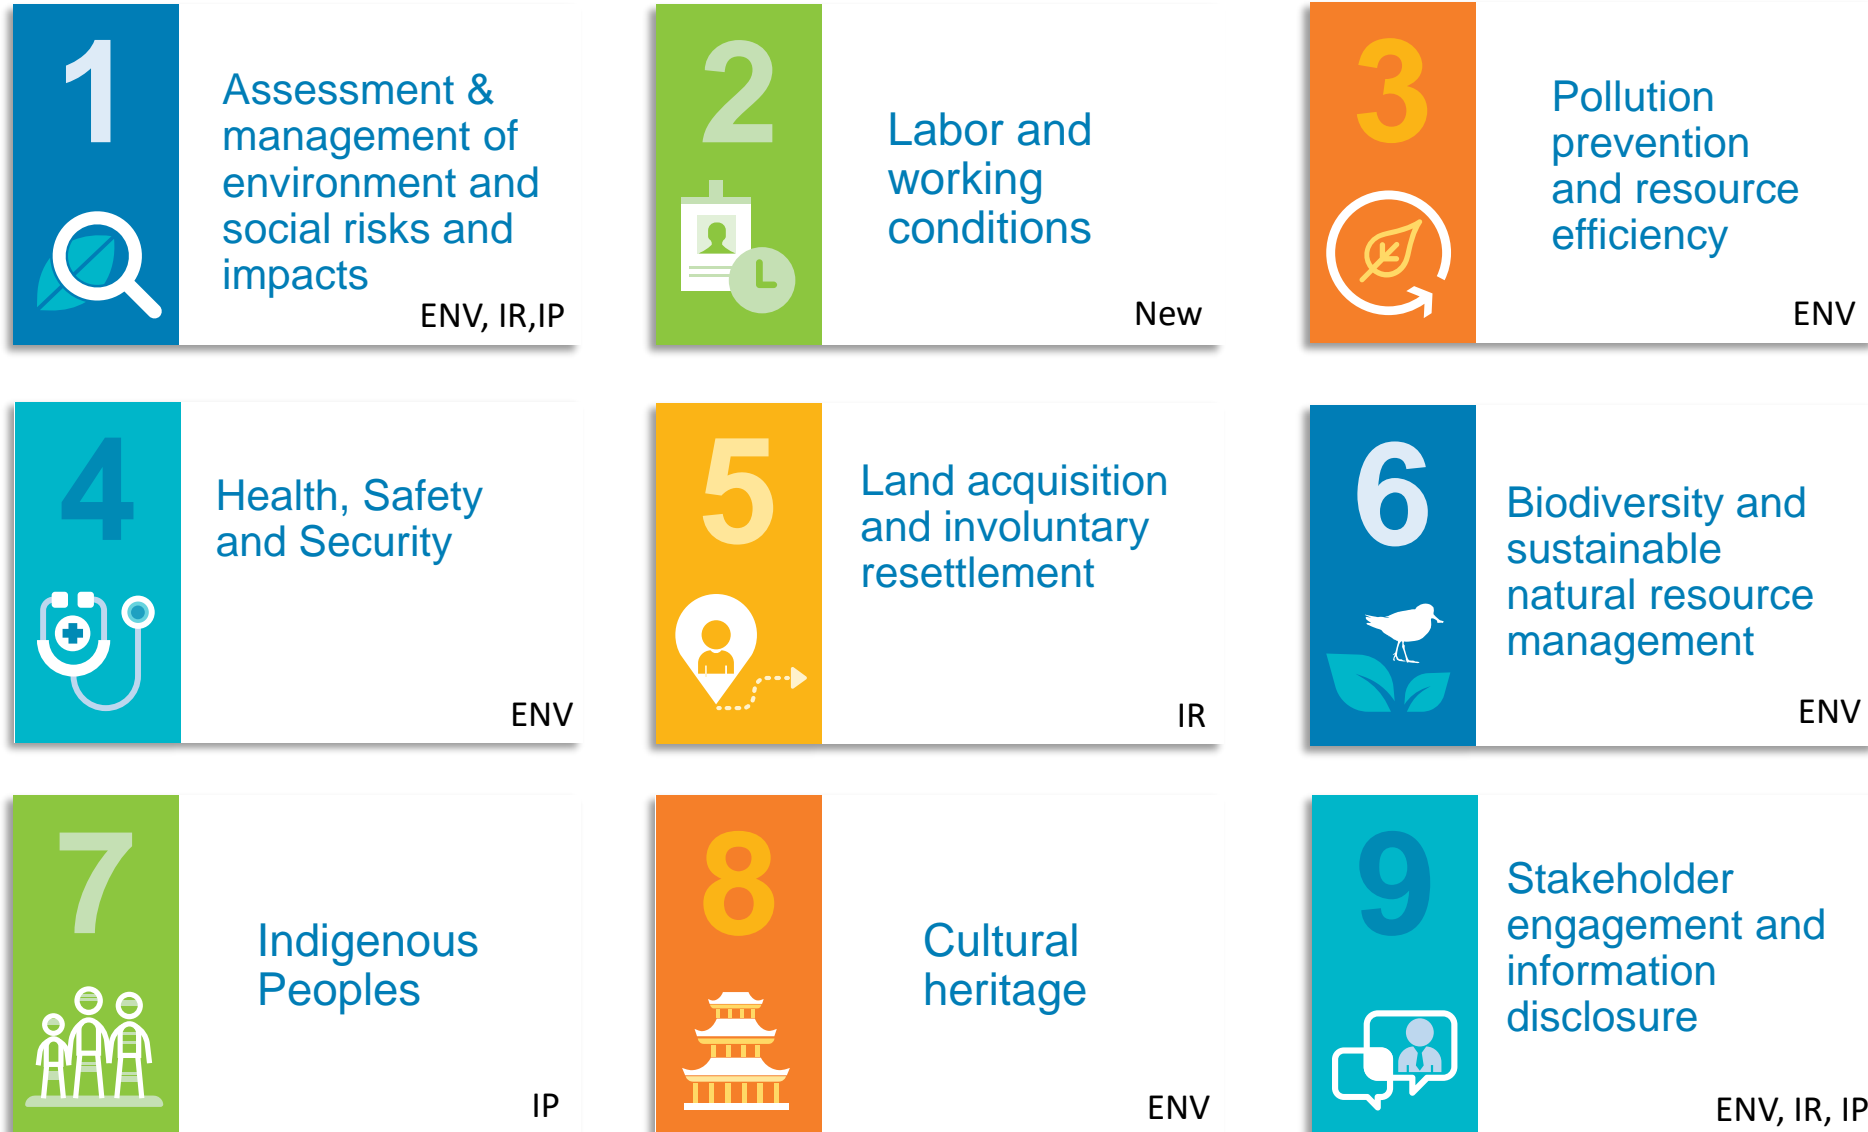 1
Assessment &
management of
environment and
social risks and
impacts
ENV, IR,IP
2
Labor and
working
conditions
New
3
Pollution
prevention
and resource
efficiency
ENV
4
Health, Safety
and Security
ENV
5
Land acquisition
and involuntary
resettlement
IR
6
Biodiversity and
sustainable
natural resource
management
ENV
7
Indigenous
Peoples
IP
8
Cultural
heritage
ENV
9
Stakeholder
engagement and
information
disclosure
ENV, IR, IP